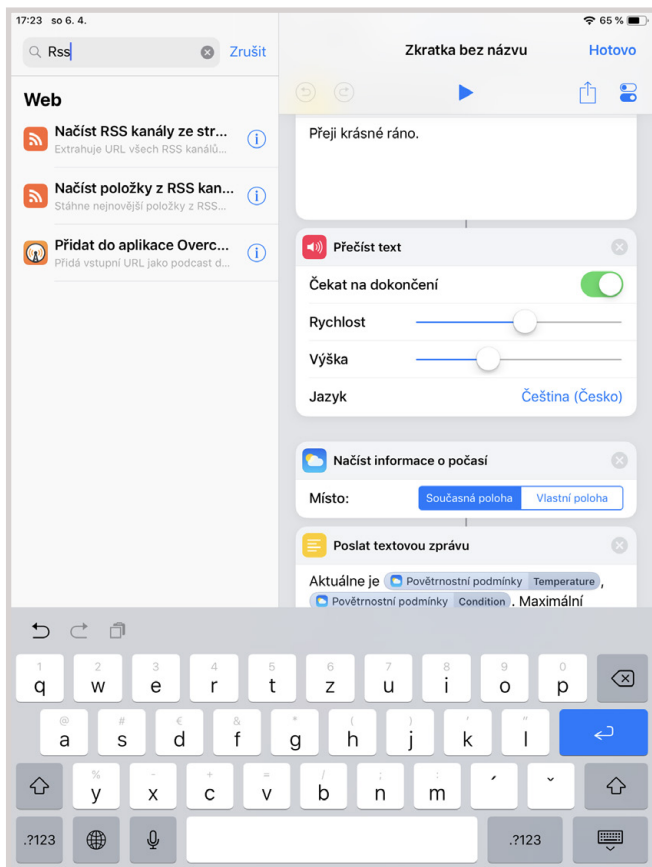 17:23 so 6. 4.
65 %
Rss
Zrušit
Web
Načíst RSS kanály ze str...
Extrahuje URL všech RSS kanálů...
Načíst položky z RSS kan...
Stáhne nejnovější položky z RSS...
Přidat do aplikace Overc...
Přidá vstupní URL jako podcast d...
Zkratka bez názvu
Hotovo
Přeji krásné ráno.
Přečíst text
Čekat na dokončení
Rychlost
Výška
Jazyk Čeština (Česko)
Načíst informace o počasí
Místo: Současná poloha Vlastní poloha
Poslat textovou zprávu
Aktuálne je Povětrnostní podmínky Temperature ,
Povětrnostní podmínky Condition . Maximální
1 2 3 4 5 6 7 8 9 0
q w e r t z u i o p
@ # € & * ( ) ' "
a s d f g h j k l
% - + = / ; :
y x c v b n m ´ ˇ
.?123 .?123